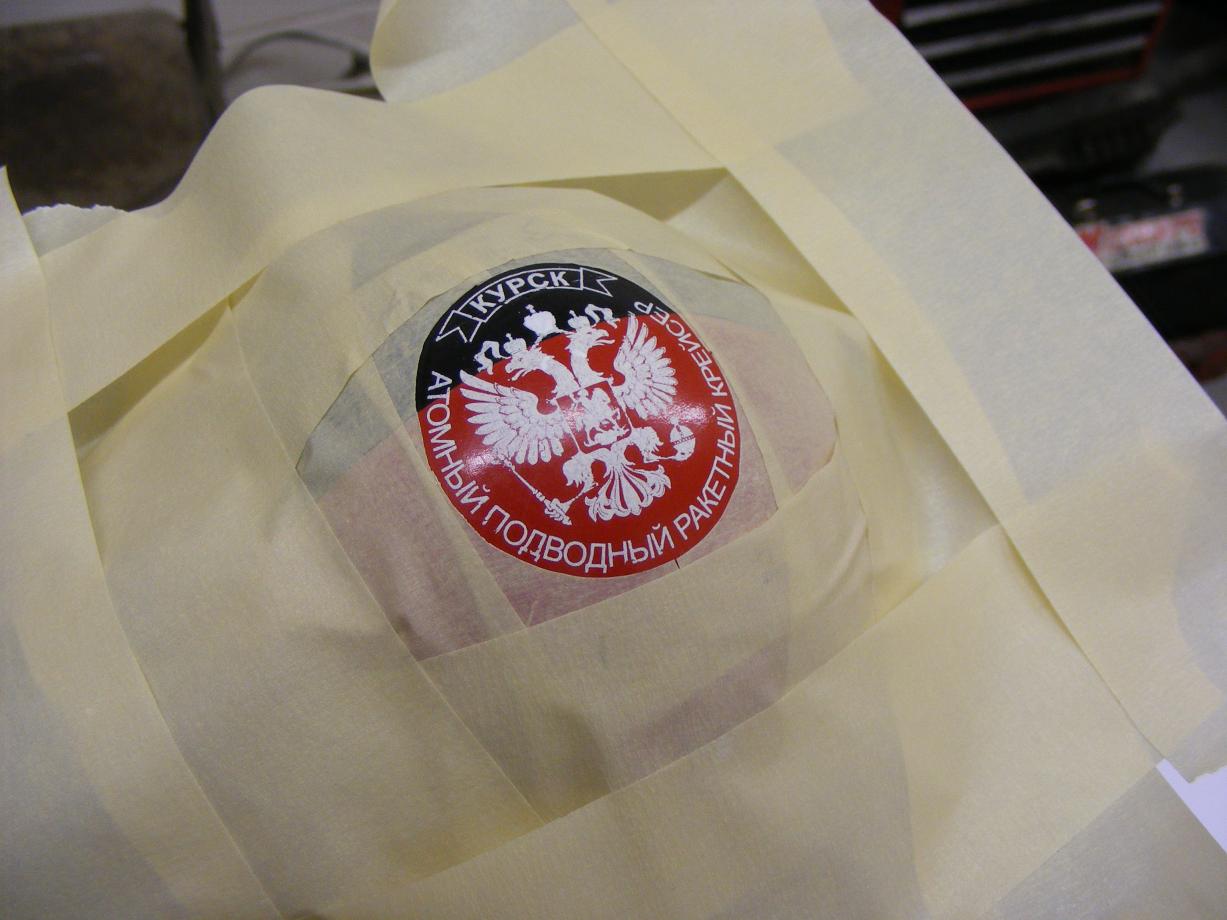 КУРСК
АТОМНЫЙ ПОДВОДНЫЙ РАКЕТНЫЙ КРЕЙСЕР